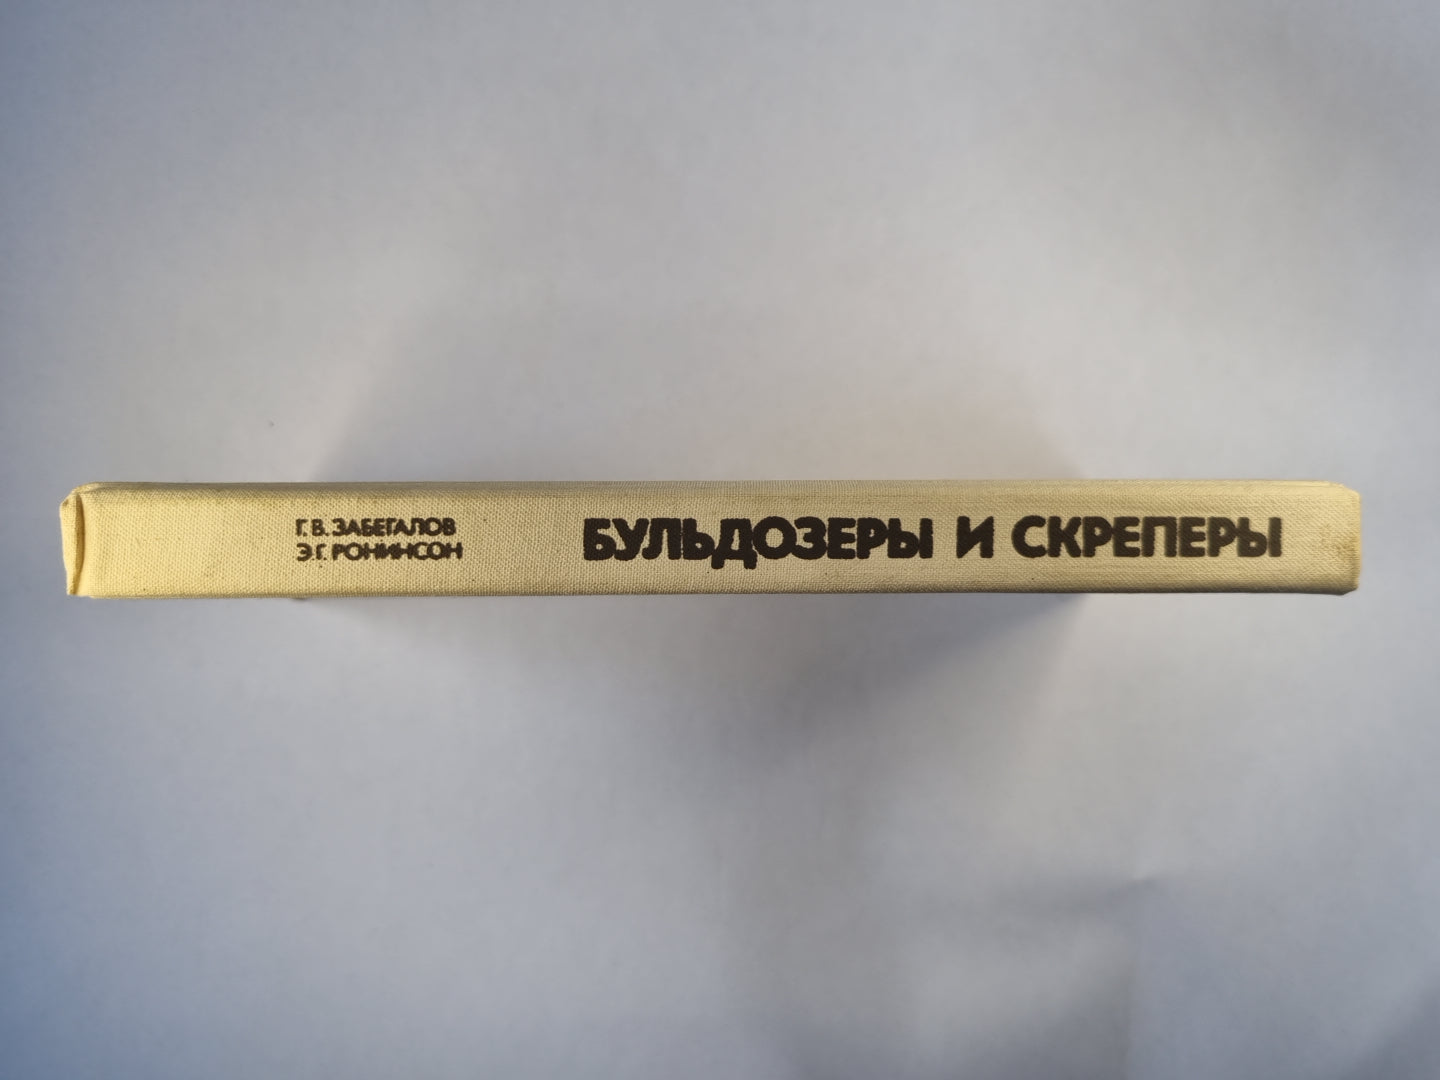 Г. В. ЗАБЕГАЛОВ
Э. Г. РОНИНСОН
БУЛЬДОЗЕРЫ И СКРЕПЕРЫ